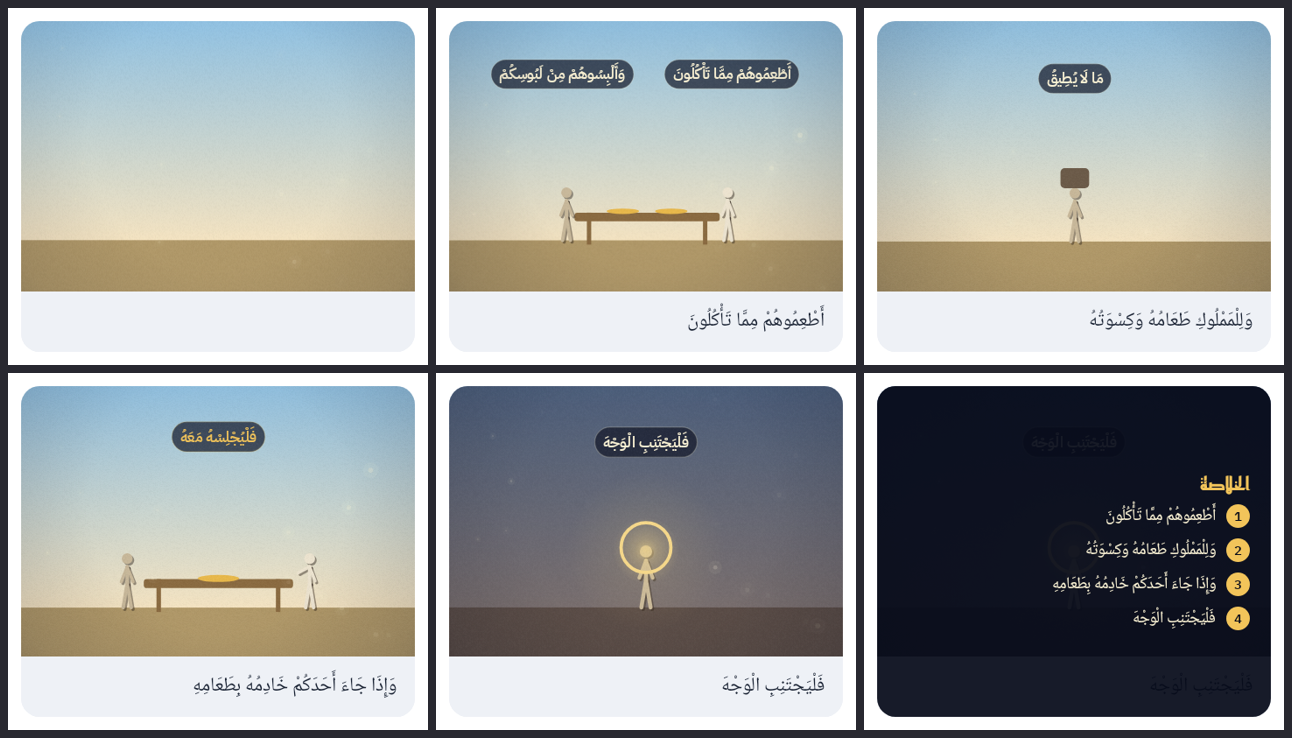 أَطْعِمُوهُمْ مِمَّا تَأْكُلُونَ
وَأَلْبِسُوهُمْ مِنْ لَبُوسِكُمْ
أَطْعِمُوهُمْ مِمَّا تَأْكُلُونَ
مَا لَا يُطِيقُ
وَلِلْمَمْلُوكِ طَعَامُهُ وَكِسْوَتُهُ
فَلْيُجْلِسْهُ مَعَهُ
وَإِذَا جَاءَ أَحَدَكُمْ خَادِمُهُ بِطَعَامِهِ
فَلْيَجْتَنِبِ الْوَجْهَ
فَلْيَجْتَنِبِ الْوَجْهَ
فَلْيَجْتَنِبِ الْوَجْهَ
الخلاصة
1 أَطْعِمُوهُمْ مِمَّا تَأْكُلُونَ
2 وَلِلْمَمْلُوكِ طَعَامُهُ وَكِسْوَتُهُ
3 وَإِذَا جَاءَ أَحَدَكُمْ خَادِمُهُ بِطَعَامِهِ
4 فَلْيَجْتَنِبِ الْوَجْهَ
فَلْيَجْتَنِبِ الْوَجْهَ